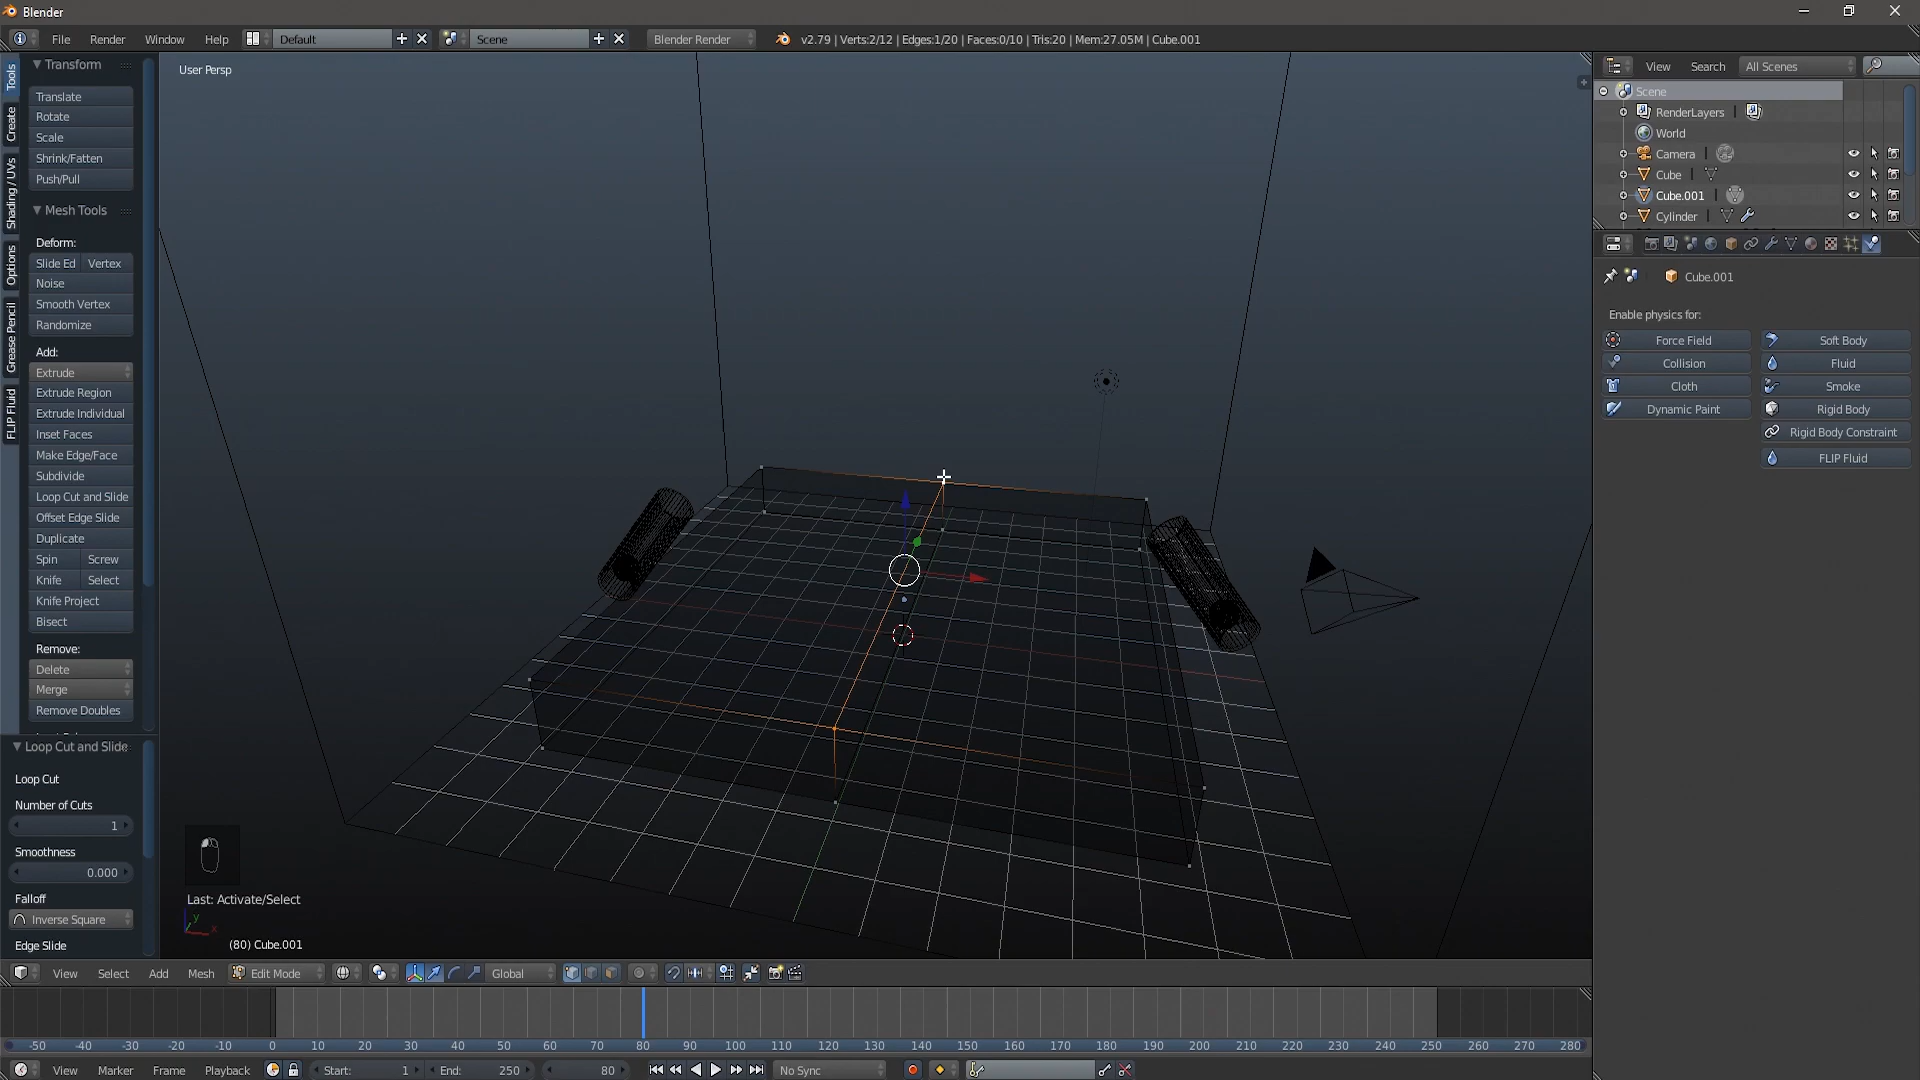 Blender
File Render Window Help Default Scene Blender Render v2.79 | Verts:2/12 | Edges:1/20 | Faces:0/10 | Tris:20 | Mem:27.05M | Cube.001
User Persp
View Search All Scenes
Scene
RenderLayers
World
Camera
Cube
Cube.001
Cylinder
Cube.001
Enable physics for:
Force Field Soft Body
Collision Fluid
Cloth Smoke
Dynamic Paint Rigid Body
Rigid Body Constraint
FLIP Fluid
Tools
Create
Shading / UVs
Options
Grease Pencil
FLIP Fluid
Transform
Translate
Rotate
Scale
Shrink/Fatten
Push/Pull
Mesh Tools
Deform:
Slide Ed Vertex
Noise
Smooth Vertex
Randomize
Add:
Extrude
Extrude Region
Extrude Individual
Inset Faces
Make Edge/Face
Subdivide
Loop Cut and Slide
Offset Edge Slide
Duplicate
Spin Screw
Knife Select
Knife Project
Bisect
Remove:
Delete
Merge
Remove Doubles
Loop Cut and Slide
Loop Cut
Number of Cuts
1
Smoothness
0.000
Falloff
Inverse Square
Edge Slide
Last: Activate/Select
y
x
(80) Cube.001
View Select Add Mesh Edit Mode Global
-50 -40 -30 -20 -10 0 10 20 30 40 50 60 70 80 90 100 110 120 130 140 150 160 170 180 190 200 210 220 230 240 250 260 270 280
View Marker Frame Playback Start: 1 End: 250 80 No Sync